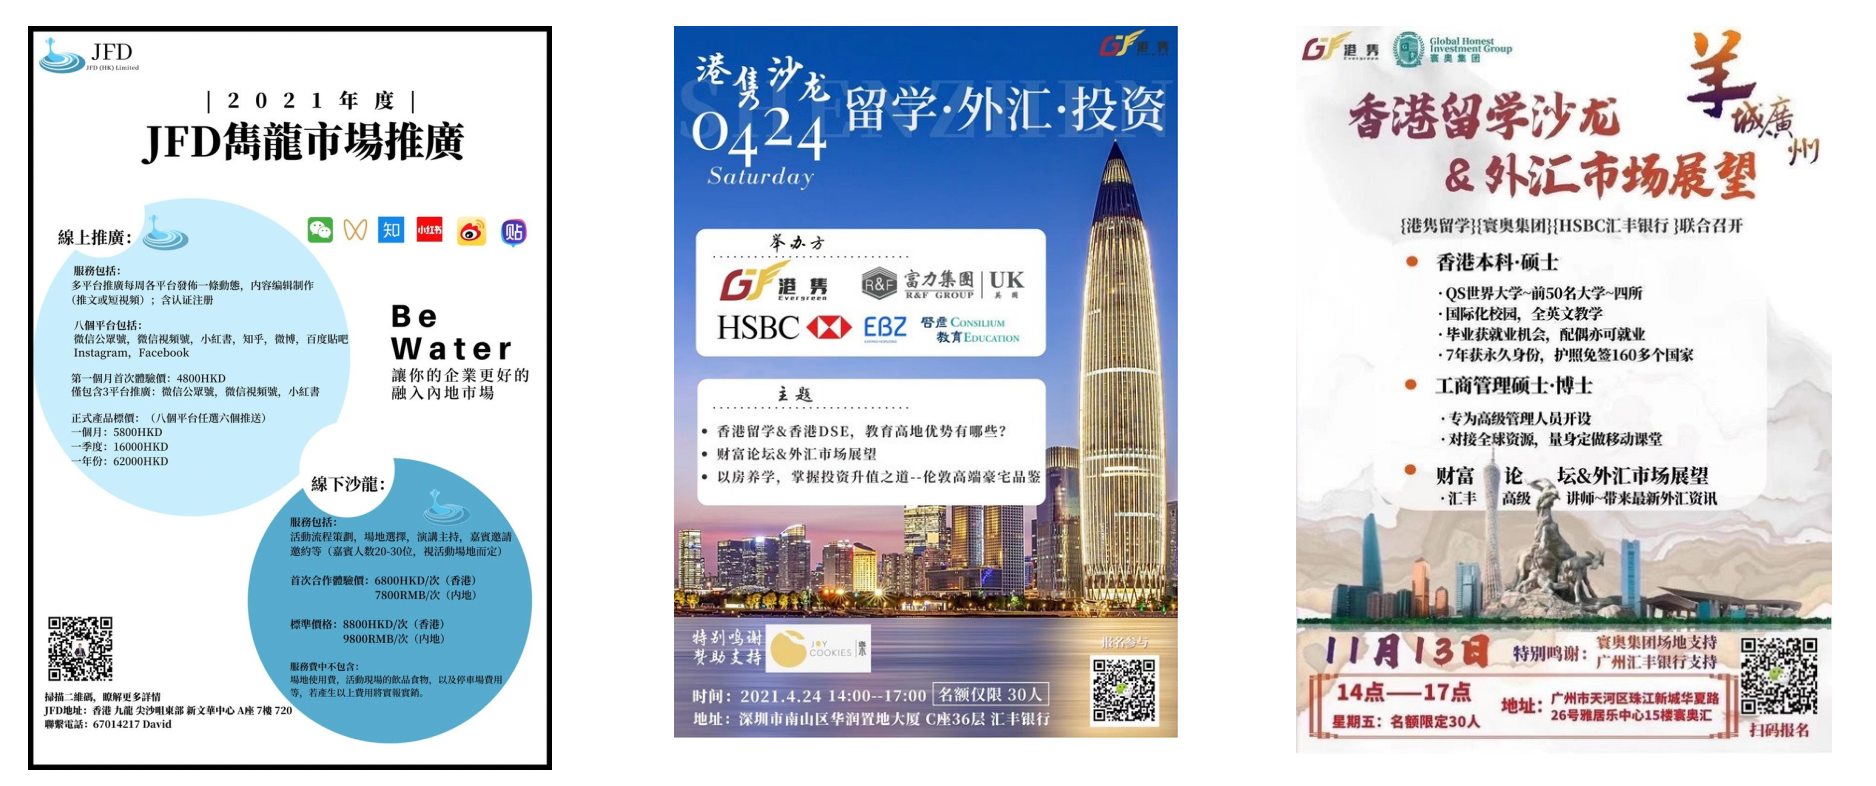 JFD
JFD (HK) Limited
| 2021年度 |
JFD雋龍市場推廣
線上推廣：
知
小红书
贴
服務包括：
多平台推廣每周各平台發佈一條動態，内容编辑制作
（推文或短視頻）；含认证注册
八個平台包括：
微信公眾號，微信視頻號，小紅書，知乎，微博，百度貼吧
Instagram，Facebook
第一個月首次體驗價：4800HKD
僅包含3平台推廣：微信公眾號，微信視頻號，小紅書
正式產品標價：（八個平台任選六個推送）
一個月：5800HKD
一季度：16000HKD
一年份：62000HKD
Be
Water
讓你的企業更好的
融入內地市場
線下沙龍：
服務包括：
活動流程策劃，場地選擇，演講主持，嘉賓邀請
邀約等（嘉賓人数20-30位，視活動場地而定）
首次合作體驗價：6800HKD/次（香港）
7800RMB/次（内地）
標準價格：8800HKD/次（香港）
9800RMB/次（内地）
服務費中不包含：
場地使用費，活動現場的飲品食物，以及停車場費用
等，若產生以上費用將實報實銷。
掃描二維碼，瞭解更多詳情
JFD地址：香港 九龍 尖沙咀東部 新文華中心 A座 7樓 720
聯繫電話：67014217 David
GF 港隽
港隽沙龙
SHENZHEN
留学·外汇·投资
0424
Saturday
举办方
GF 港隽
Evergreen
R&F 富力集團 | UK
R&F GROUP 英國
HSBC
EBZ
啓産 CONSILIUM
教育 EDUCATION
主题
• 香港留学&香港DSE，教育高地优势有哪些？
• 财富论坛&外汇市场展望
• 以房养学，掌握投资升值之道--伦敦高端豪宅品鉴
特别鸣谢
赞助支持
JOY
COOKIES
报名参与
时间：2021.4.24 14:00--17:00 名额仅限 30人
地址：深圳市南山区华润置地大厦 C座36层 汇丰银行
GF 港隽
Evergreen
Global Honest
Investment Group
寰奥集团
羊城廣州
香港留学沙龙
& 外汇市场展望
{港隽留学}{寰奥集团}{HSBC汇丰银行 }联合召开
香港本科·硕士
·QS世界大学~前50名大学~四所
·国际化校园，全英文教学
·毕业获就业机会，配偶亦可就业
·7年获永久身份，护照免签160多个国家
工商管理硕士·博士
·专为高级管理人员开设
·对接全球资源，量身定做移动课堂
财富论坛&外汇市场展望
·汇丰高级讲师~带来最新外汇资讯
11月13日
特别鸣谢：
寰奥集团场地支持
广州汇丰银行支持
14点——17点
星期五：名额限定30人
地址：
广州市天河区珠江新城华夏路
26号雅居乐中心15楼寰奥汇
扫码报名